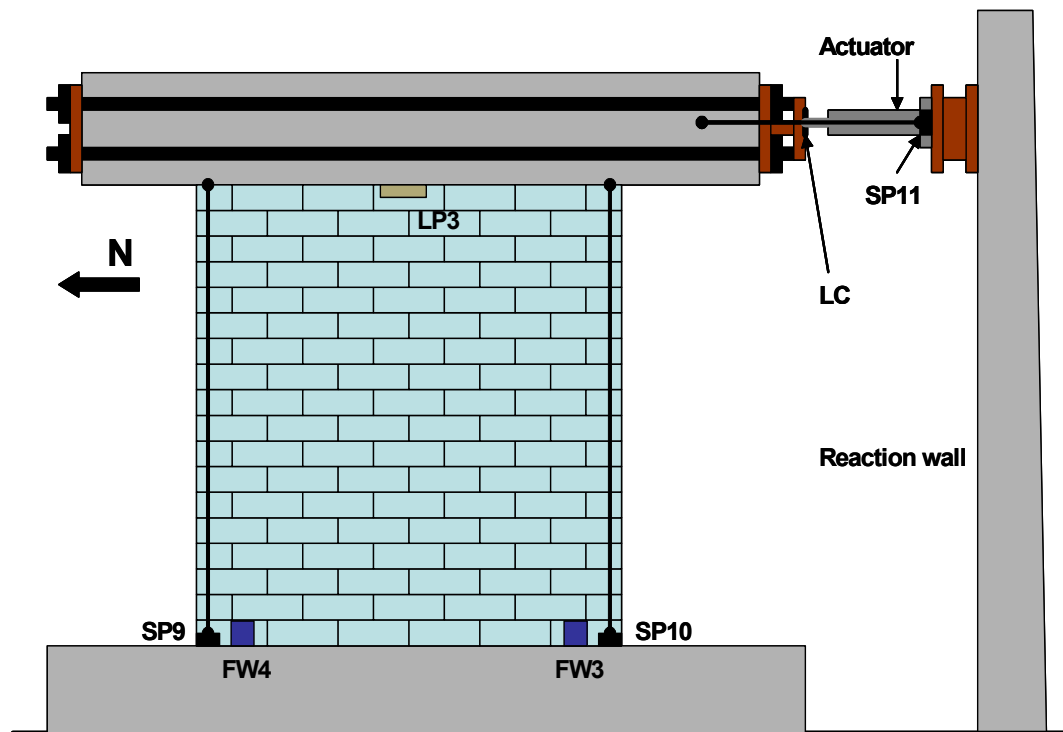 Actuator
SP11
LP3
N
LC
Reaction wall
SP9
SP10
FW4
FW3